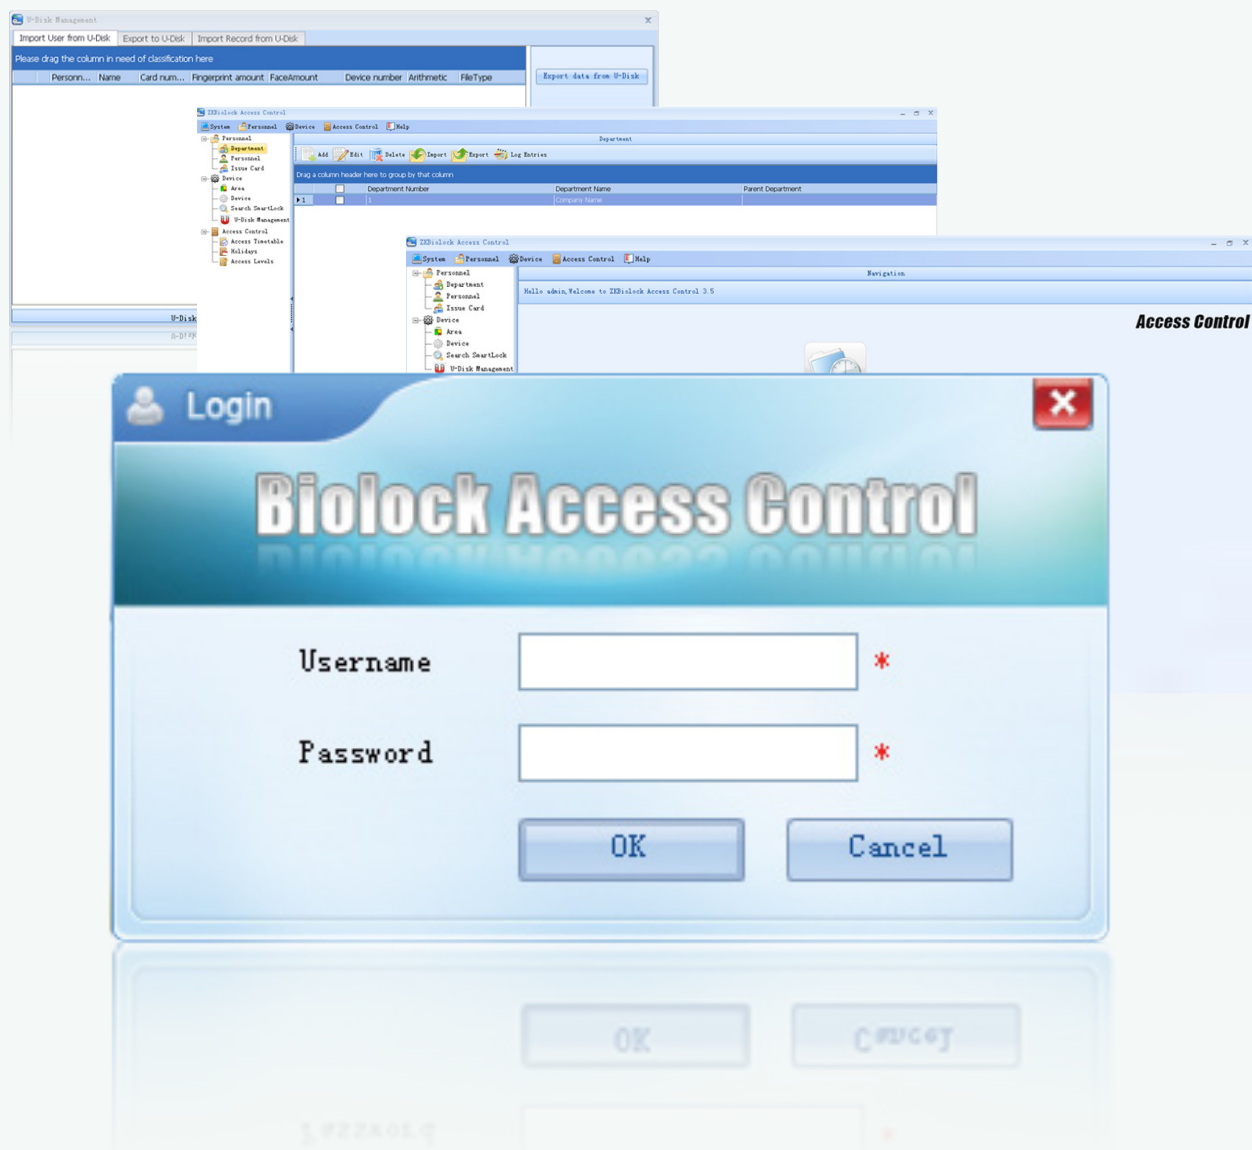 U-Disk Management
Import User from U-Disk Export to U-Disk Import Record from U-Disk
Please drag the column in need of classification here
Personn... Name Card num... Fingerprint amount FaceAmount Device number Arithmetic FileType
Export data from U-Disk
U-Disk
ZKBiolock Access Control
System Personnel Device Access Control Help
Personnel
Department
Personnel
Issue Card
Device
Area
Device
Search SmartLock
U-Disk Management
Access Control
Access Timetable
Holidays
Access Levels
Department
Add Edit Delete Import Export Log Entries
Drag a column header here to group by that column
Department Number Department Name Parent Department
1 1 Company Name
ZKBiolock Access Control
System Personnel Device Access Control Help
Personnel
Department
Personnel
Issue Card
Device
Area
Device
Search SmartLock
U-Disk Management
Navigation
Hello admin,Welcome to ZKBiolock Access Control 3.5
Access Control
Login
Biolock Access Control
Username *
Password *
OK Cancel